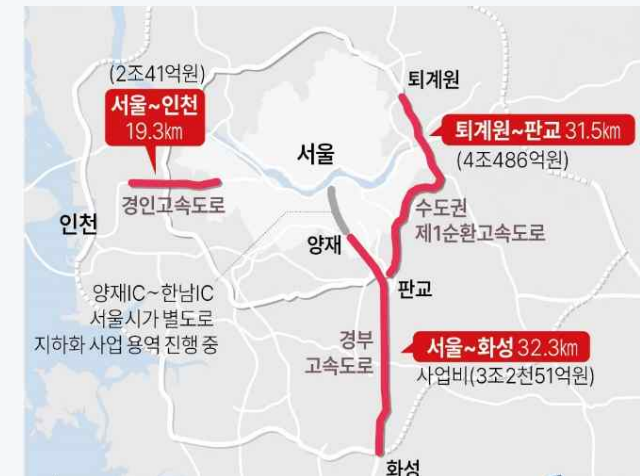 (2조41억원)
서울~인천
19.3km
퇴계원
퇴계원~판교 31.5km
(4조486억원)
서울
경인고속도로
인천
수도권
제1순환고속도로
양재
판교
양재IC~한남IC
서울시가 별도로
지하화 사업 용역 진행 중
경부
고속도로
서울~화성 32.3km
사업비(3조2천51억원)
화성